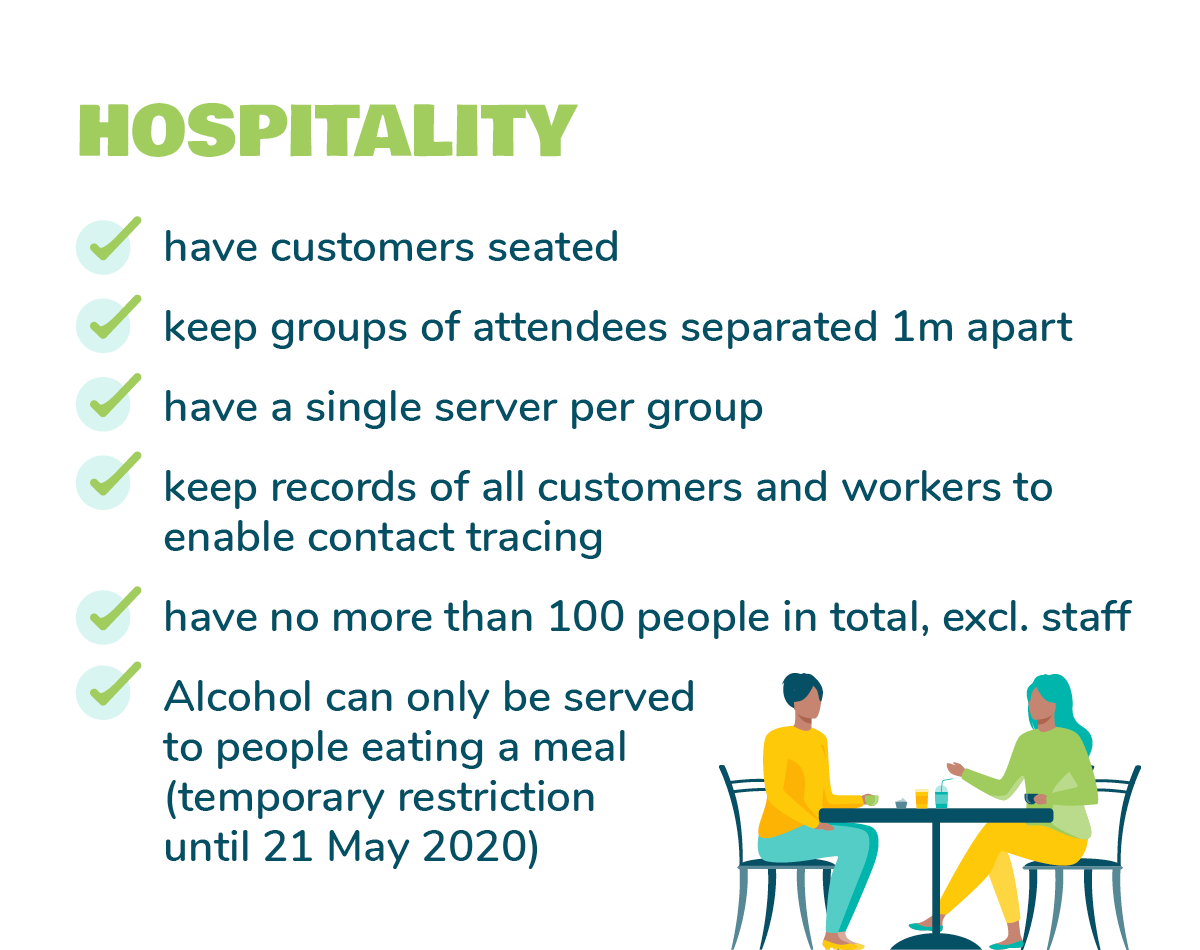 HOSPITALITY
have customers seated
keep groups of attendees separated 1m apart
have a single server per group
keep records of all customers and workers to
enable contact tracing
have no more than 100 people in total, excl. staff
Alcohol can only be served
to people eating a meal
(temporary restriction
until 21 May 2020)